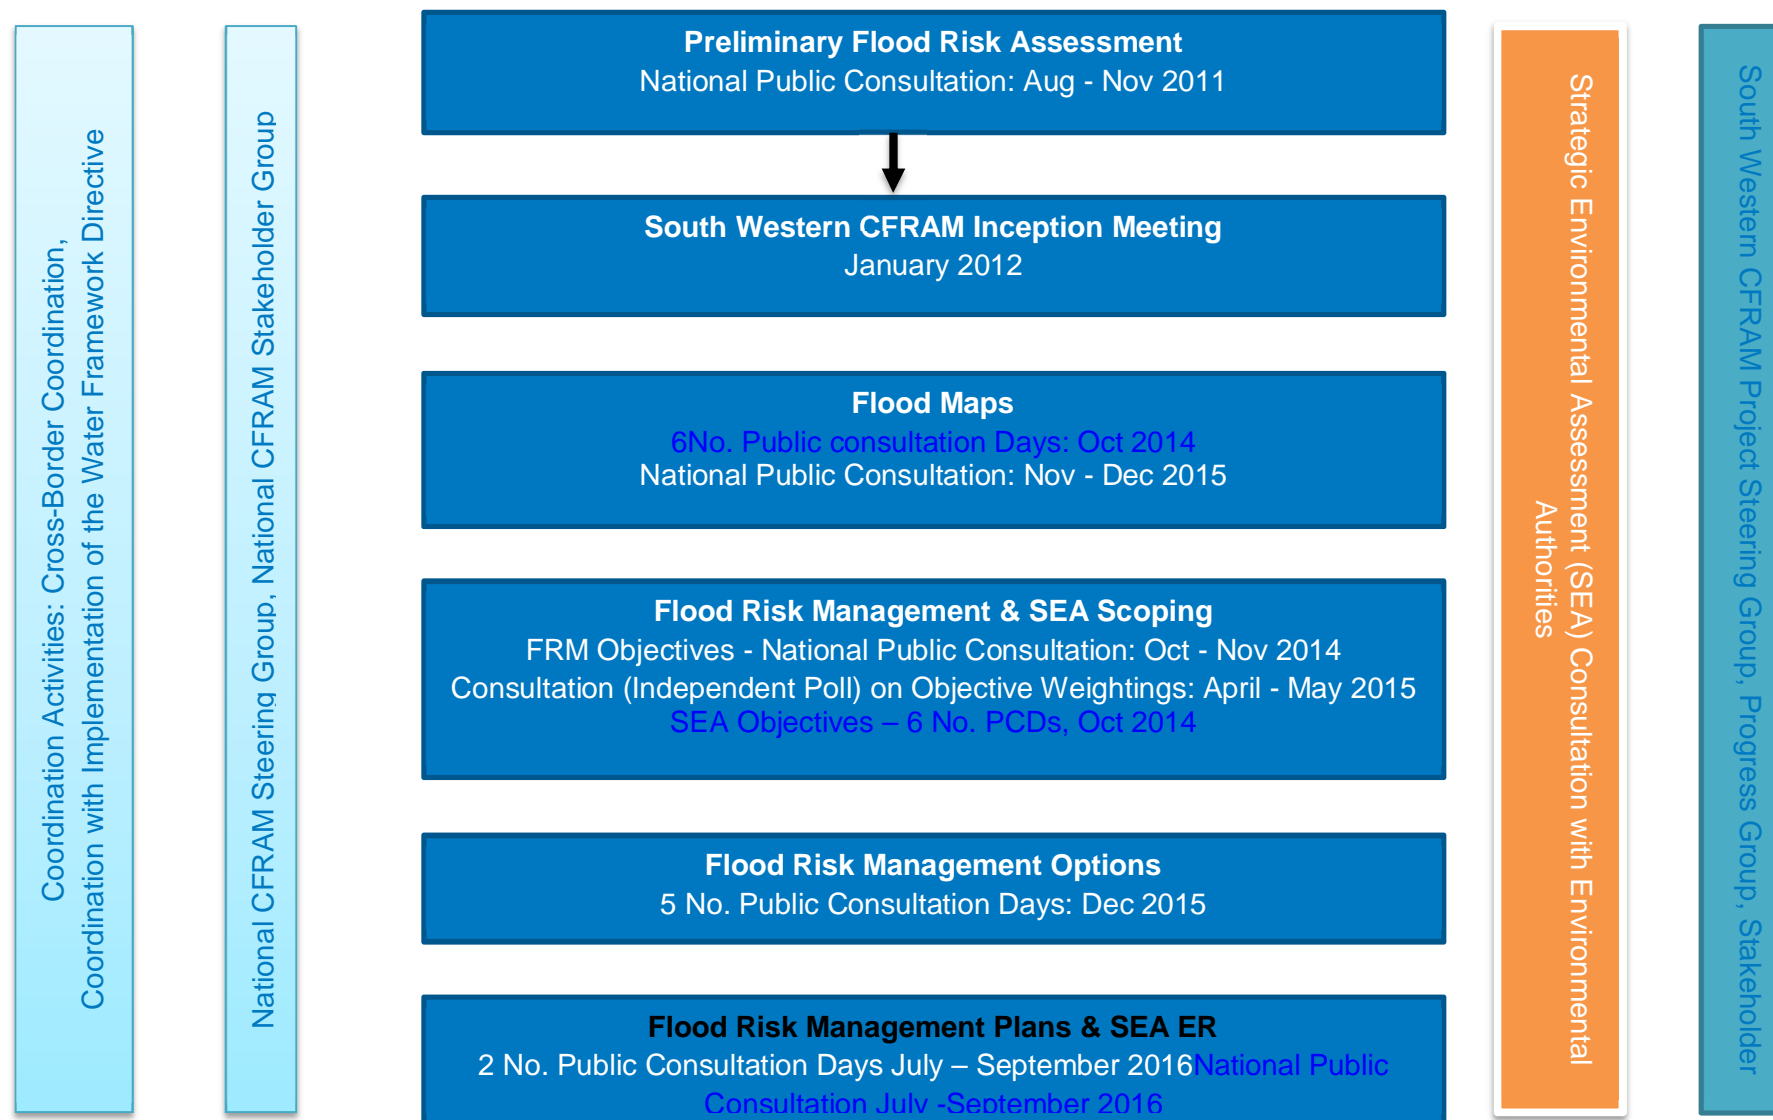 Coordination Activities: Cross-Border Coordination,
Coordination with Implementation of the Water Framework Directive
National CFRAM Steering Group, National CFRAM Stakeholder Group
Preliminary Flood Risk Assessment
National Public Consultation: Aug - Nov 2011
South Western CFRAM Inception Meeting
January 2012
Flood Maps
6No. Public consultation Days: Oct 2014
National Public Consultation: Nov - Dec 2015
Flood Risk Management & SEA Scoping
FRM Objectives - National Public Consultation: Oct - Nov 2014
Consultation (Independent Poll) on Objective Weightings: April - May 2015
SEA Objectives – 6 No. PCDs, Oct 2014
Flood Risk Management Options
5 No. Public Consultation Days: Dec 2015
Flood Risk Management Plans & SEA ER
2 No. Public Consultation Days July – September 2016National Public
Consultation July -September 2016
Strategic Environmental Assessment (SEA) Consultation with Environmental
Authorities
South Western CFRAM Project Steering Group, Progress Group, Stakeholder